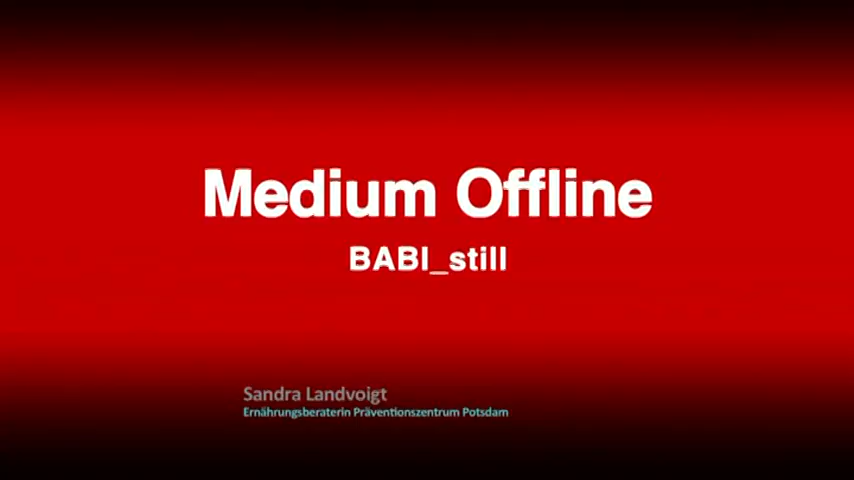 Medium Offline
BABI_still
Sandra Landvoigt
Ernährungsberaterin Präventionszentrum Potsdam